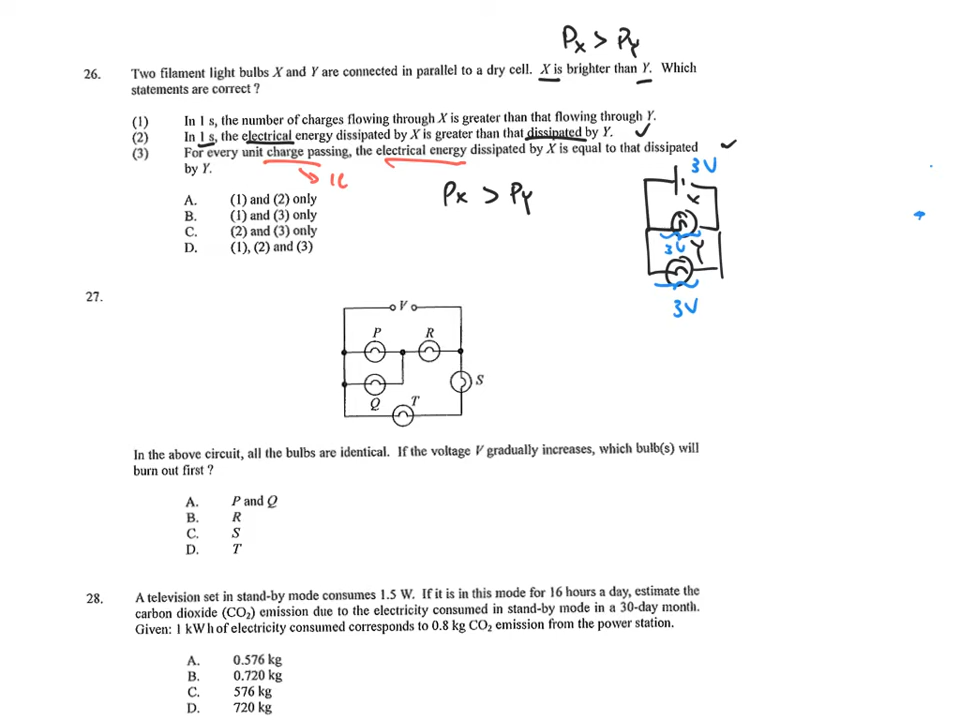 Px > Py
26. Two filament light bulbs X and Y are connected in parallel to a dry cell. X is brighter than Y. Which
statements are correct ?
(1) In 1 s, the number of charges flowing through X is greater than that flowing through Y.
(2) In 1 s, the electrical energy dissipated by X is greater than that dissipated by Y. ✓
(3) For every unit charge passing, the electrical energy dissipated by X is equal to that dissipated ✓
by Y.
1C
3V
A. (1) and (2) only
B. (1) and (3) only
C. (2) and (3) only
D. (1), (2) and (3)
Px > Py
X
3V Y
3V
27.
V
P R
S
Q T
In the above circuit, all the bulbs are identical. If the voltage V gradually increases, which bulb(s) will
burn out first ?
A. P and Q
B. R
C. S
D. T
28. A television set in stand-by mode consumes 1.5 W. If it is in this mode for 16 hours a day, estimate the
carbon dioxide (CO₂) emission due to the electricity consumed in stand-by mode in a 30-day month.
Given: 1 kW h of electricity consumed corresponds to 0.8 kg CO₂ emission from the power station.
A. 0.576 kg
B. 0.720 kg
C. 576 kg
D. 720 kg